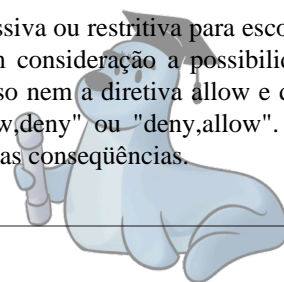 ssiva ou restritiva para esco
n consideração a possibilid
so nem a diretiva allow e d
w,deny" ou "deny,allow".
as conseqüências.